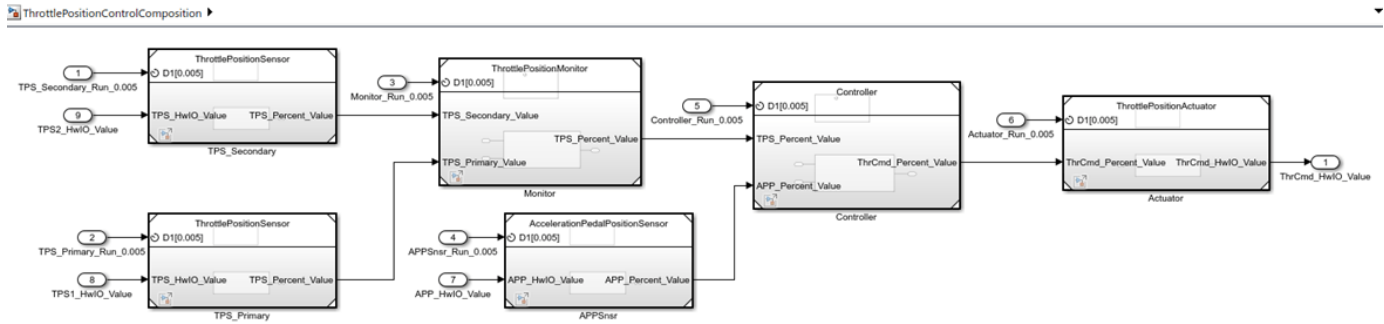 ThrottlePositionControlComposition
ThrottlePositionSensor
1
D1[0.005]
TPS_Secondary_Run_0.005
9
TPS_HwIO_Value
TPS_Percent_Value
TPS2_HwIO_Value
TPS_Secondary
ThrottlePositionMonitor
3
D1[0.005]
Monitor_Run_0.005
TPS_Secondary_Value
TPS_Percent_Value
TPS_Primary_Value
Monitor
Controller
5
D1[0.005]
Controller_Run_0.005
TPS_Percent_Value
ThrCmd_Percent_Value
APP_Percent_Value
Controller
ThrottlePositionActuator
6
D1[0.005]
Actuator_Run_0.005
ThrCmd_Percent_Value
ThrCmd_HwIO_Value
1
ThrCmd_HwIO_Value
Actuator
ThrottlePositionSensor
2
D1[0.005]
TPS_Primary_Run_0.005
8
TPS_HwIO_Value
TPS_Percent_Value
TPS1_HwIO_Value
TPS_Primary
AccelerationPedalPositionSensor
4
D1[0.005]
APPSnsr_Run_0.005
7
APP_HwIO_Value
APP_Percent_Value
APP_HwIO_Value
APPSnsr